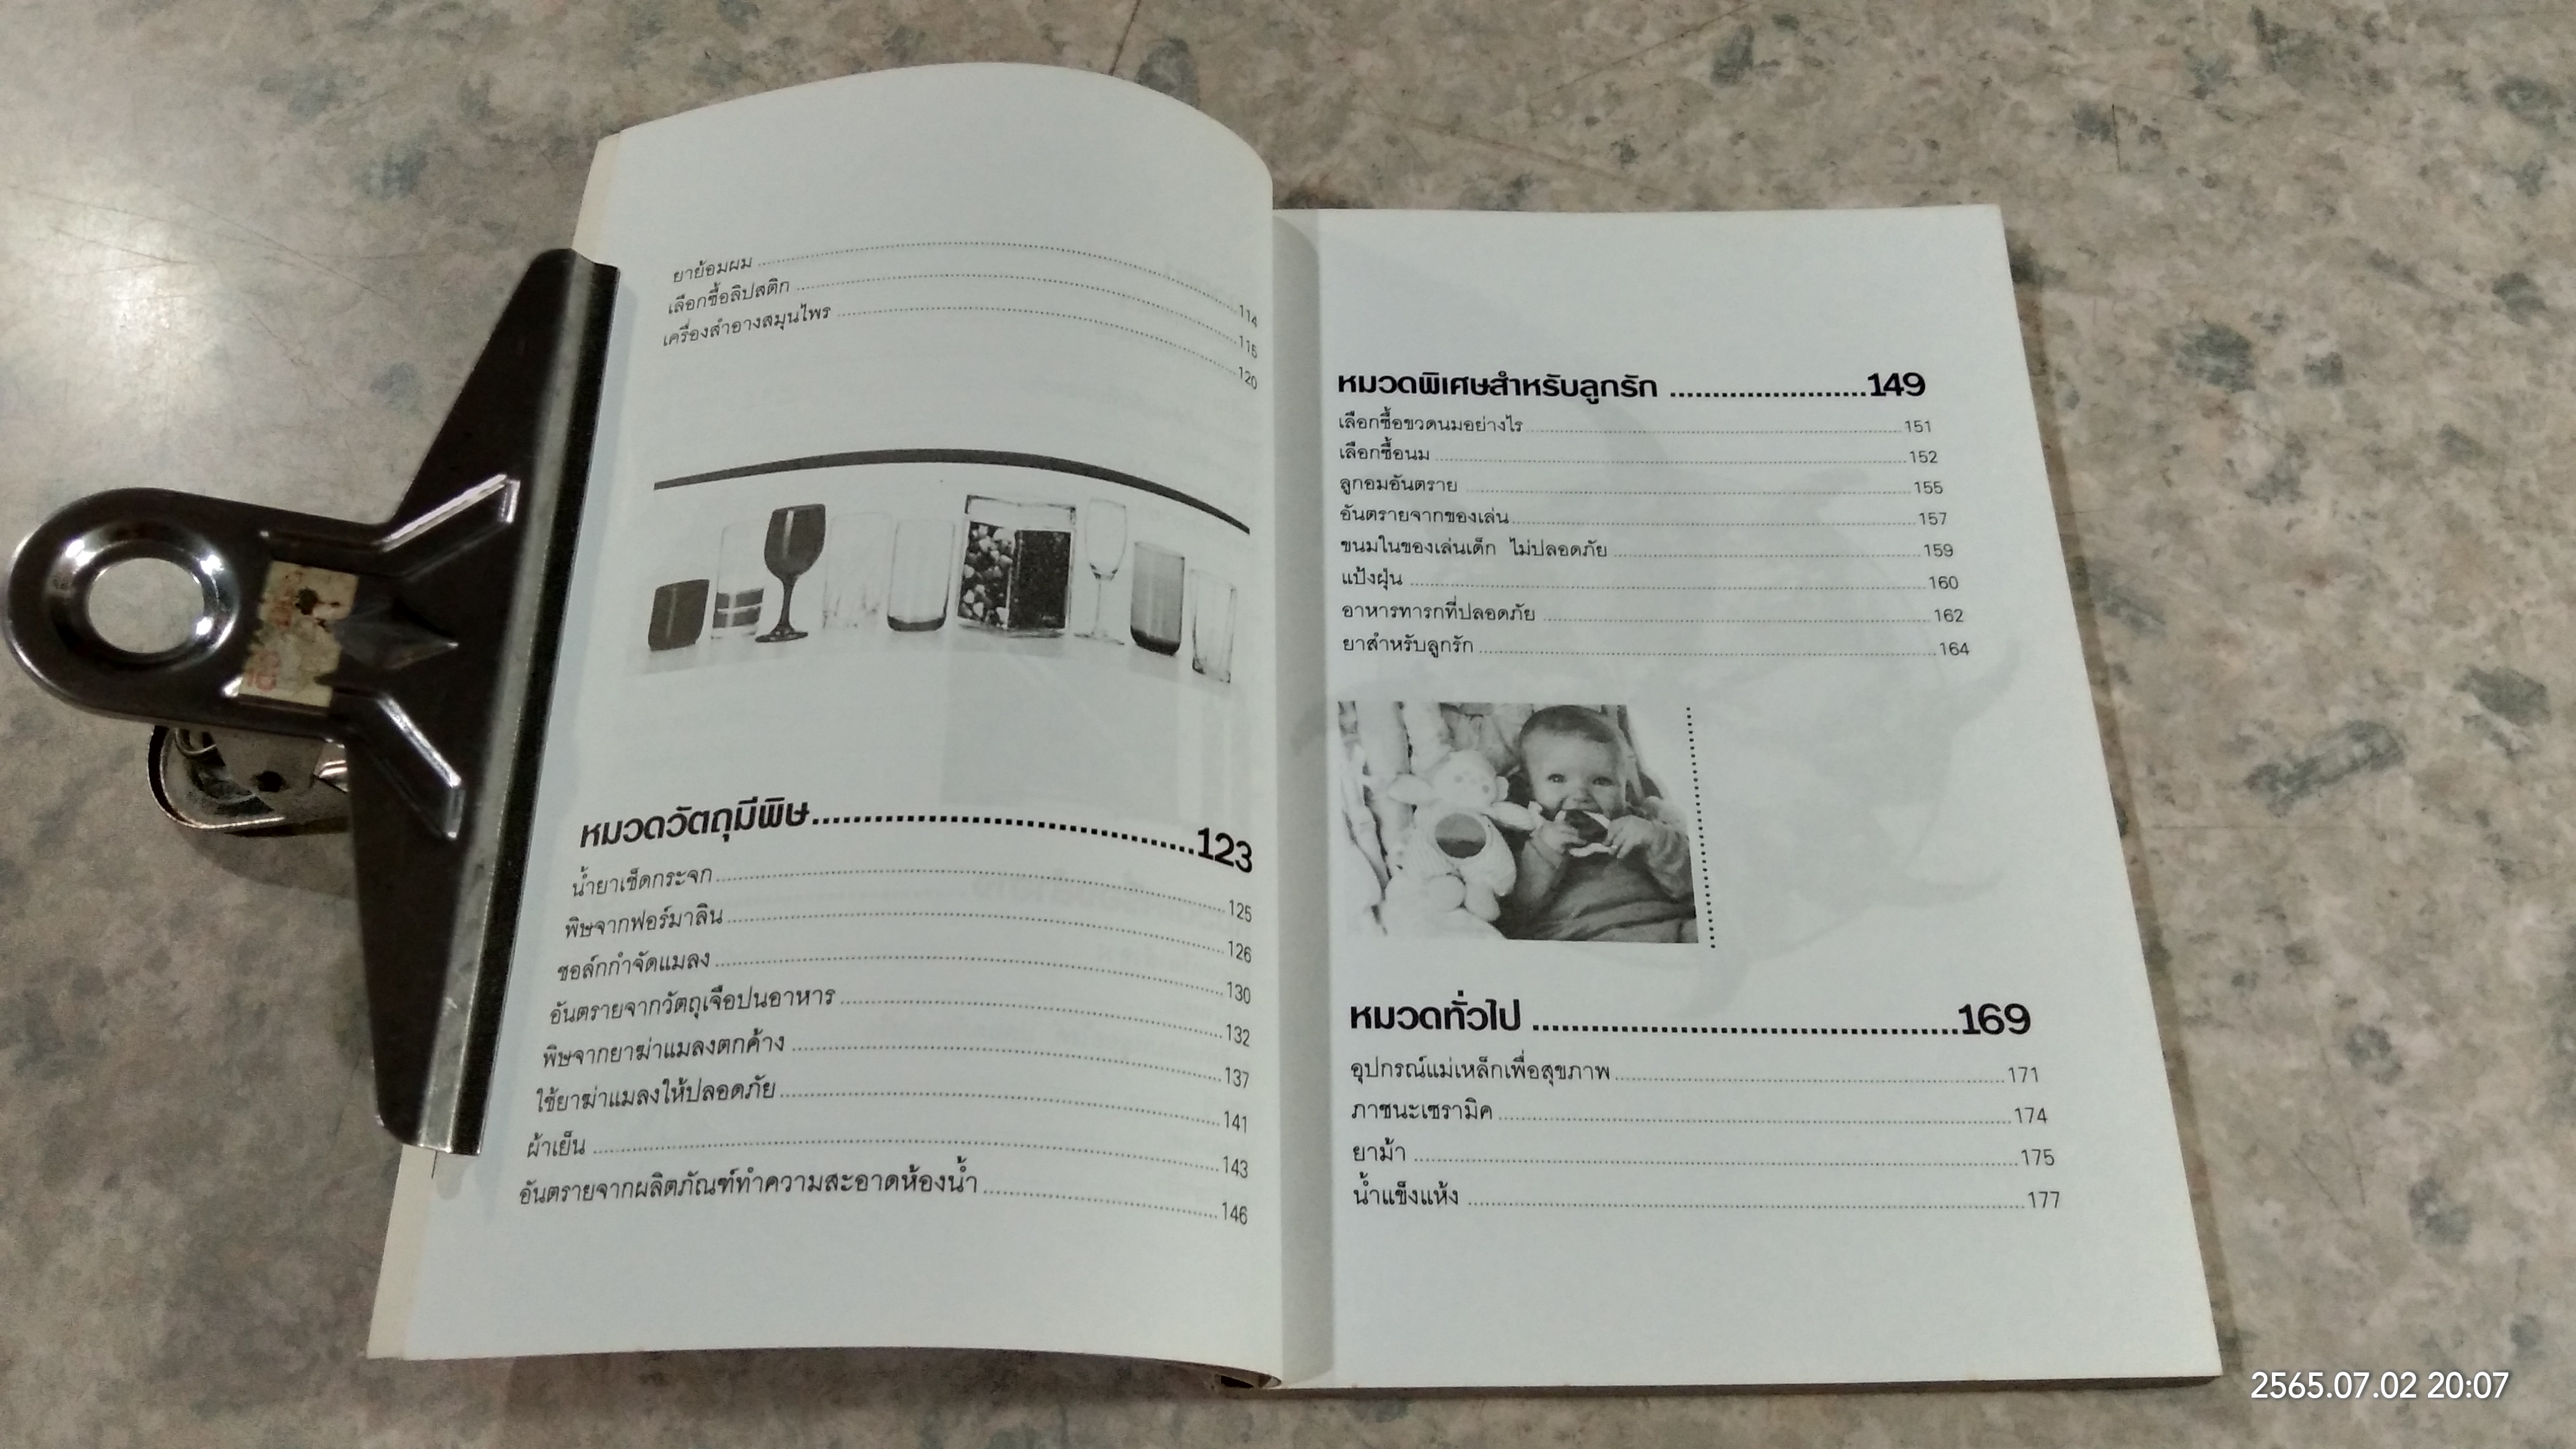 ยาย้อมผม ........ 114
เลือกซื้อลิปสติก ........ 115
เครื่องสำอางสมุนไพร ........ 120
หมวดวัตถุมีพิษ ........ 123
น้ำยาเช็ดกระจก ........ 125
พิษจากฟอร์มาลิน ........ 126
ชอล์กกำจัดแมลง ........ 130
อันตรายจากวัตถุเจือปนอาหาร ........ 132
พิษจากยาฆ่าแมลงตกค้าง ........ 137
ใช้ยาฆ่าแมลงให้ปลอดภัย ........ 141
ผ้าเย็น ........ 143
อันตรายจากผลิตภัณฑ์ทำความสะอาดห้องน้ำ ........ 146
หมวดพิเศษสำหรับลูกรัก ........ 149
เลือกซื้อขวดนมอย่างไร ........ 151
เลือกซื้อนม ........ 152
ลูกอมอันตราย ........ 155
อันตรายจากของเล่น ........ 157
ขนมในของเล่นเด็ก ไม่ปลอดภัย ........ 159
แป้งฝุ่น ........ 160
อาหารทารกที่ปลอดภัย ........ 162
ยาสำหรับลูกรัก ........ 164
หมวดทั่วไป ........ 169
อุปกรณ์แม่เหล็กเพื่อสุขภาพ ........ 171
ภาชนะเซรามิค ........ 174
ยาม้า ........ 175
น้ำแข็งแห้ง ........ 177
2565.07.02 20:07